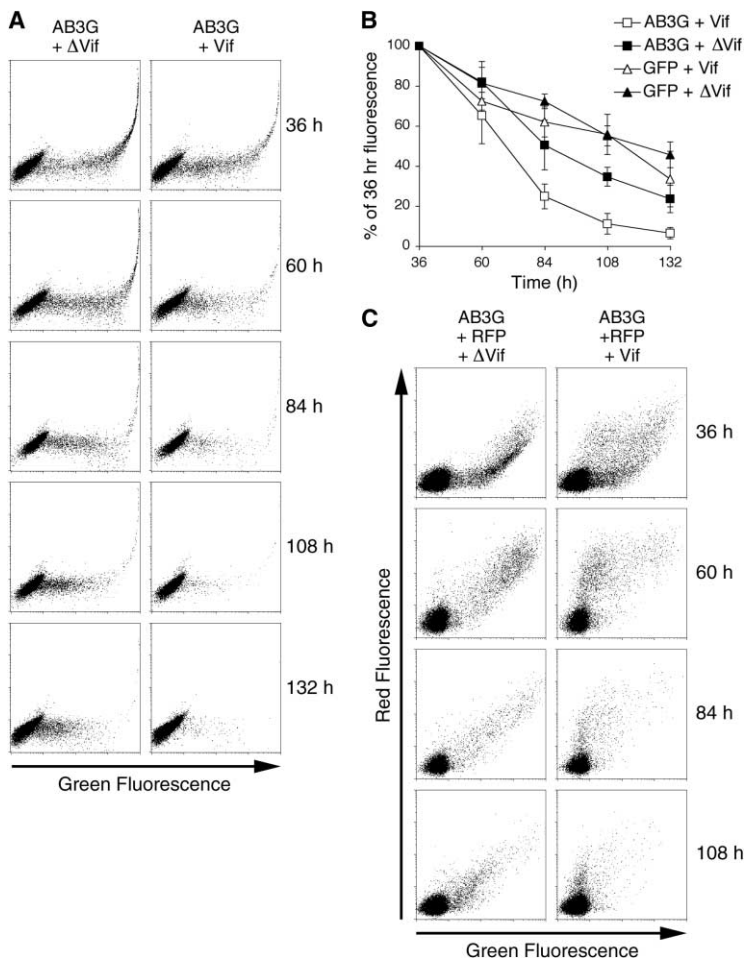 A
AB3G
+ ΔVif
AB3G
+ Vif
36 h
60 h
84 h
108 h
132 h
Green Fluorescence
B
% of 36 hr fluorescence
100
80
60
40
20
0
36
60
84
108
132
Time (h)
AB3G + Vif
AB3G + ΔVif
GFP + Vif
GFP + ΔVif
C
AB3G
+ RFP
+ ΔVif
AB3G
+RFP
+ Vif
36 h
60 h
84 h
108 h
Red Fluorescence
Green Fluorescence